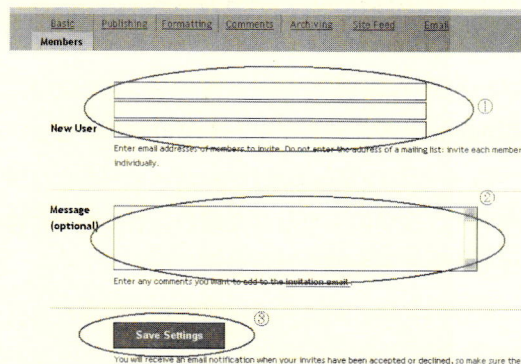 Basic Publishing Formatting Comments Archiving Site Feed Email
Members
①
New User
Enter email addresses of members to invite. Do not enter the address of a mailing list: invite each member
individually.
②
Message
(optional)
Enter any comments you want to add to the invitation email.
③
Save Settings
You will receive an email notification when your invites have been accepted or declined, so make sure the